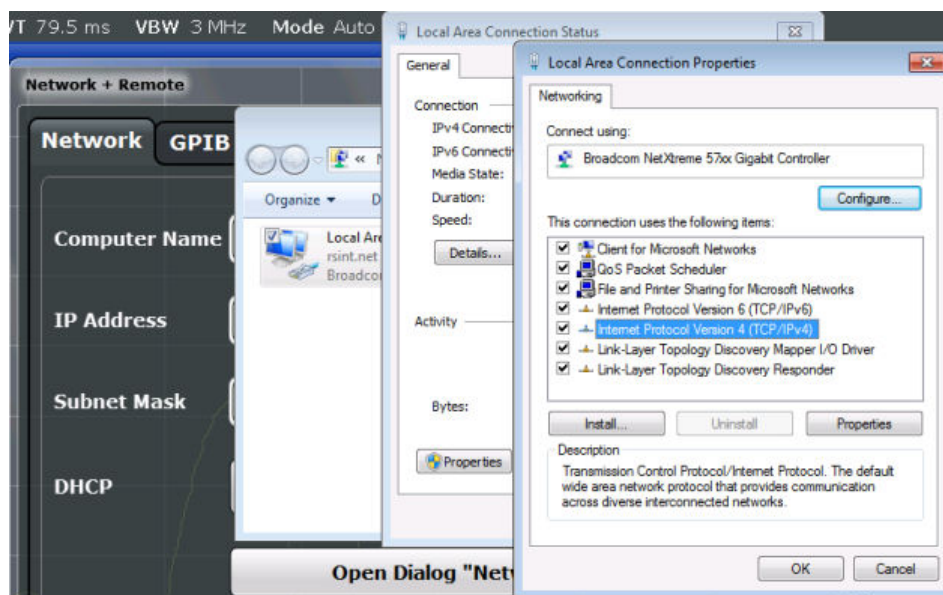 79.5 ms VBW 3 MHz Mode Auto
Network + Remote
Network GPIB
Computer Name
IP Address
Subnet Mask
DHCP
Open Dialog "Net
Organize
Local Are
rsint.net
Broadco
Local Area Connection Status
General
Connection
IPv4 Connecti
IPv6 Connecti
Media State:
Duration:
Speed:
Details...
Activity
Bytes:
Properties
Local Area Connection Properties
Networking
Connect using:
Broadcom NetXtreme 57xx Gigabit Controller
Configure...
This connection uses the following items:
Client for Microsoft Networks
QoS Packet Scheduler
File and Printer Sharing for Microsoft Networks
Internet Protocol Version 6 (TCP/IPv6)
Internet Protocol Version 4 (TCP/IPv4)
Link-Layer Topology Discovery Mapper I/O Driver
Link-Layer Topology Discovery Responder
Install... Uninstall Properties
Description
Transmission Control Protocol/Internet Protocol. The default
wide area network protocol that provides communication
across diverse interconnected networks.
OK Cancel